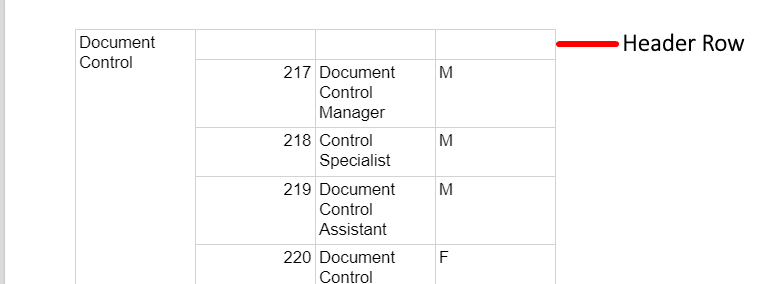 Document
Control
Header Row
217 Document
Control
Manager
M
218 Control
Specialist
M
219 Document
Control
Assistant
M
220 Document
Control
F